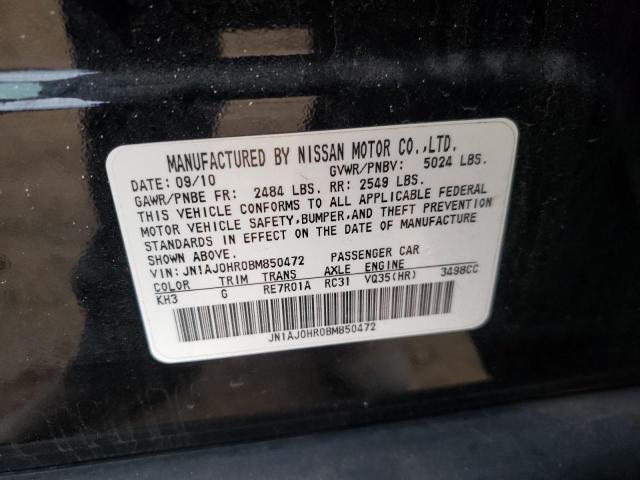 MANUFACTURED BY NISSAN MOTOR CO.,LTD.
DATE: 09/10 GVWR/PNBV: 5024 LBS.
GAWR/PNBE FR: 2484 LBS. RR: 2549 LBS.
THIS VEHICLE CONFORMS TO ALL APPLICABLE FEDERAL
MOTOR VEHICLE SAFETY,BUMPER,AND THEFT PREVENTION
STANDARDS IN EFFECT ON THE DATE OF MANUFACTURE
SHOWN ABOVE.
VIN: JN1AJ0HR0BM850472 PASSENGER CAR
COLOR TRIM TRANS AXLE ENGINE
KH3 G RE7R01A RC31 VQ35(HR) 3498CC
JN1AJ0HR0BM850472